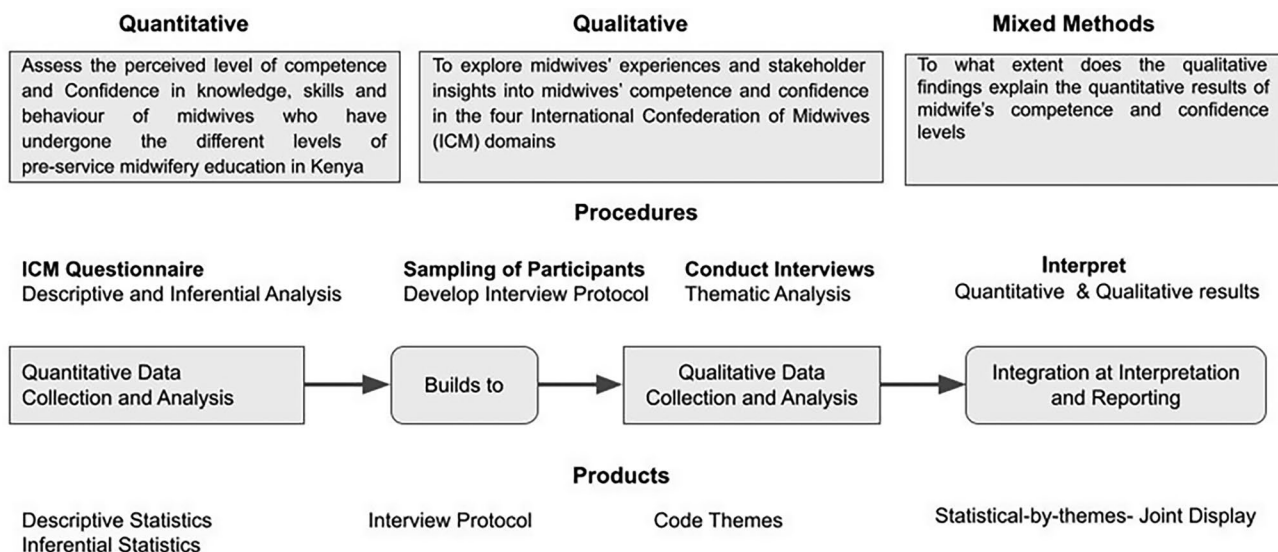 Quantitative
Qualitative
Mixed Methods
Assess the perceived level of competence
and Confidence in knowledge, skills and
behaviour of midwives who have
undergone the different levels of
pre-service midwifery education in Kenya
To explore midwives' experiences and stakeholder
insights into midwives' competence and confidence
in the four International Confederation of Midwives
(ICM) domains
To what extent does the qualitative
findings explain the quantitative results of
midwife's competence and confidence
levels
Procedures
ICM Questionnaire
Descriptive and Inferential Analysis
Sampling of Participants
Develop Interview Protocol
Conduct Interviews
Thematic Analysis
Interpret
Quantitative & Qualitative results
Quantitative Data
Collection and Analysis
Builds to
Qualitative Data
Collection and Analysis
Integration at Interpretation
and Reporting
Products
Descriptive Statistics
Inferential Statistics
Interview Protocol
Code Themes
Statistical-by-themes- Joint Display